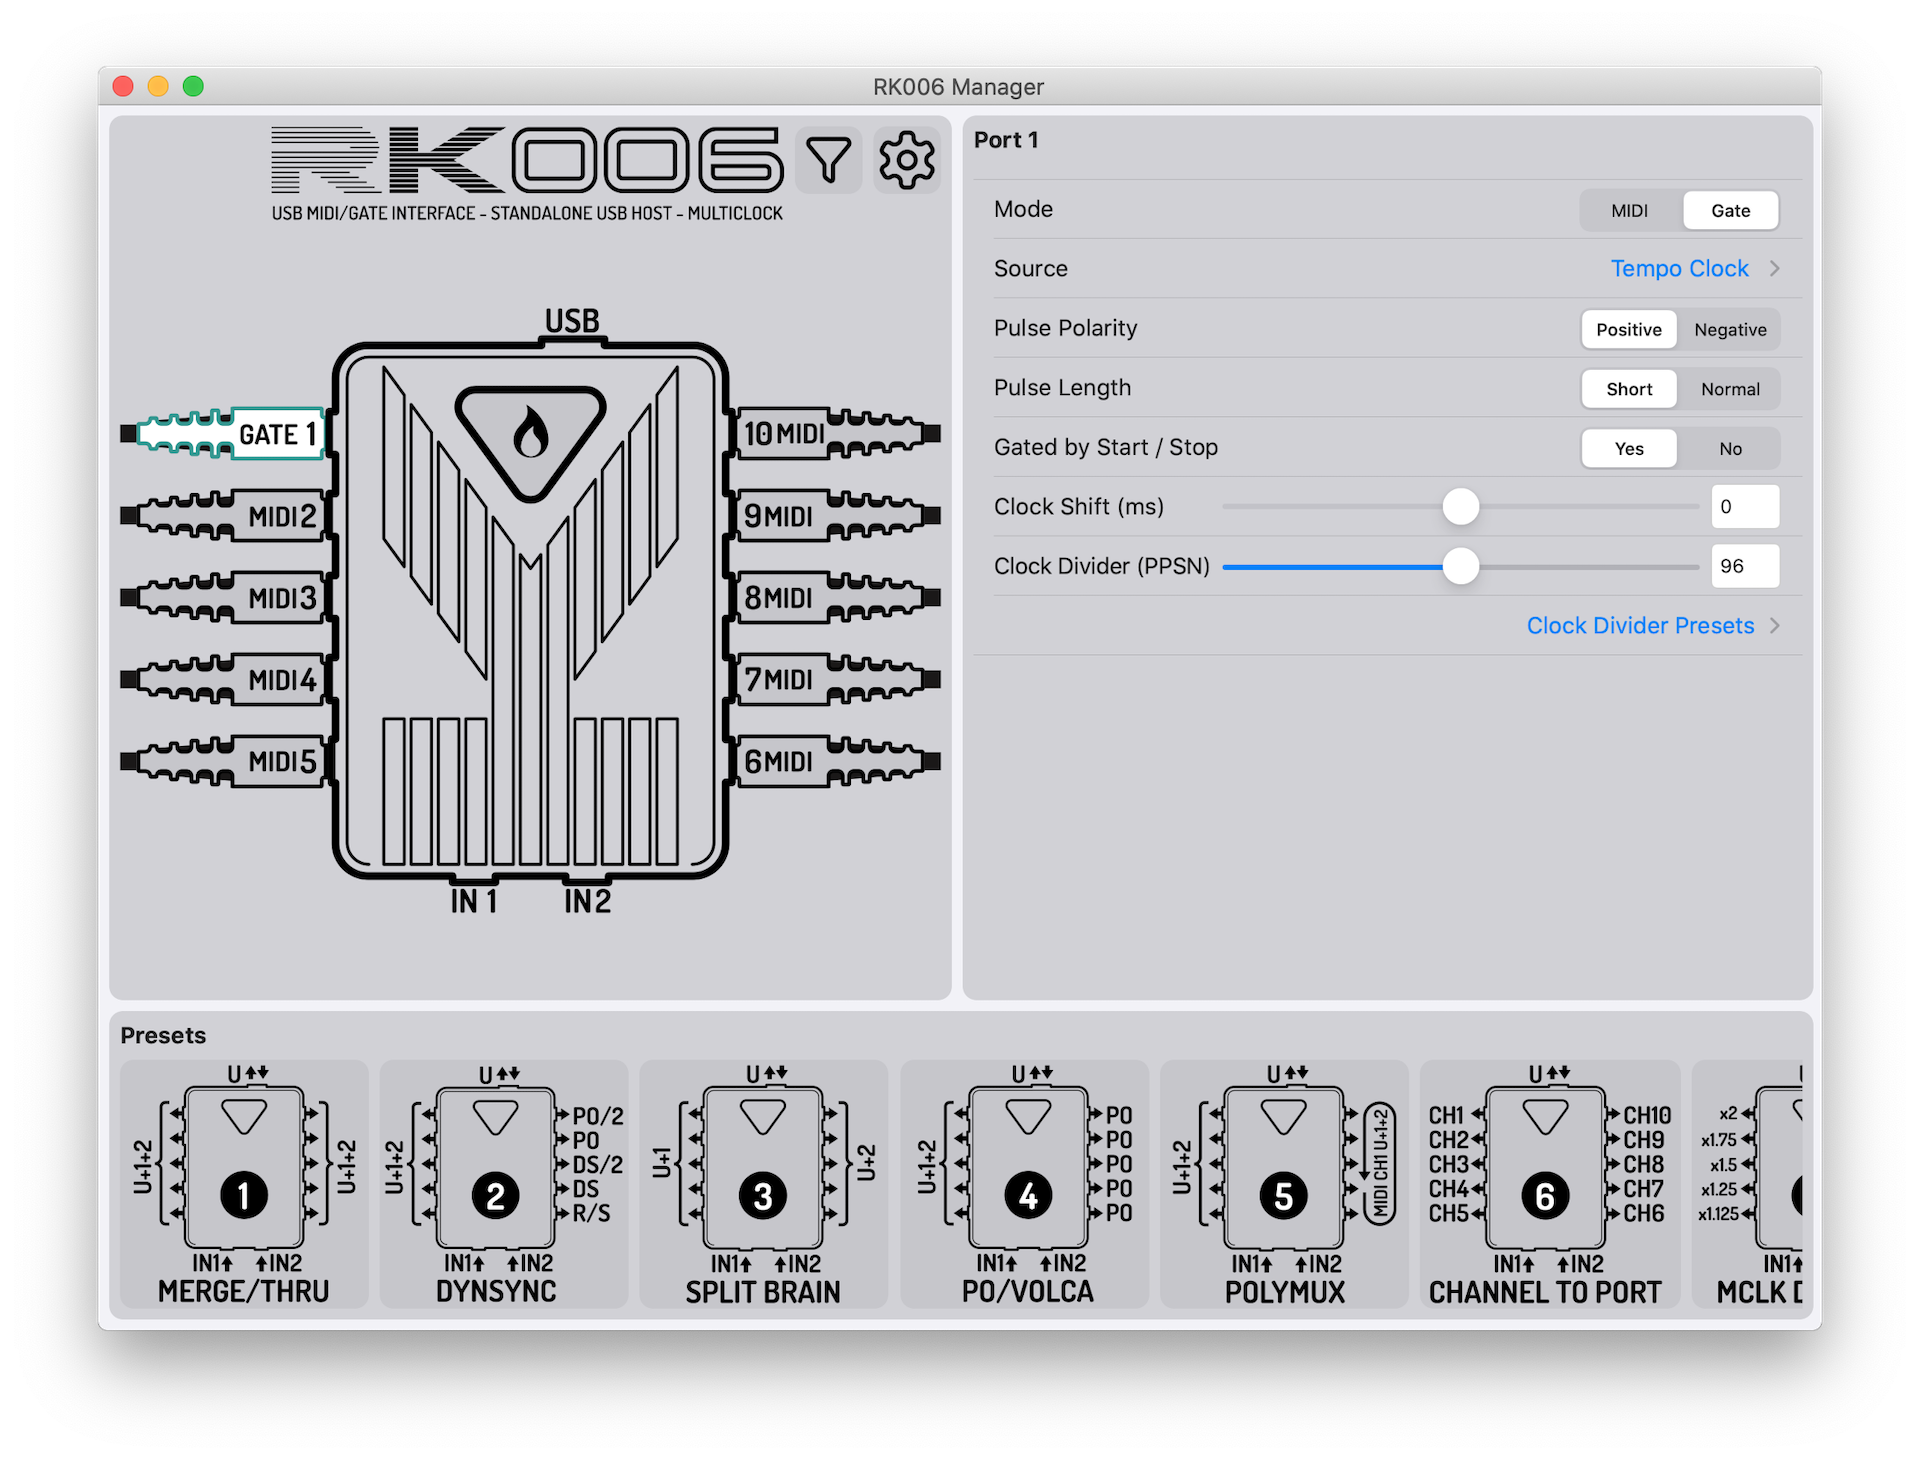 RK006 Manager
RK006
USB MIDI/GATE INTERFACE - STANDALONE USB HOST - MULTICLOCK
USB
GATE 1
MIDI 2
MIDI 3
MIDI 4
MIDI 5
10 MIDI
9 MIDI
8 MIDI
7 MIDI
6 MIDI
IN 1 IN 2
Port 1
Mode MIDI Gate
Source Tempo Clock
Pulse Polarity Positive Negative
Pulse Length Short Normal
Gated by Start / Stop Yes No
Clock Shift (ms) 0
Clock Divider (PPSN) 96
Clock Divider Presets
Presets
U
U+1+2
1
U+1+2
IN1 IN2
MERGE/THRU
U
U+1+2
2
PO/2
PO
DS/2
DS
R/S
IN1 IN2
DYNSYNC
U
U+1
3
U+2
IN1 IN2
SPLIT BRAIN
U
U+1+2
4
PO
PO
PO
PO
PO
IN1 IN2
PO/VOLCA
U
U+1+2
5
MIDI CH1 U+1+2
IN1 IN2
POLYMUX
U
CH1 CH10
CH2 CH9
CH3 CH8
CH4 CH7
CH5 CH6
6
IN1 IN2
CHANNEL TO PORT
x2
x1.75
x1.5
x1.25
x1.125
IN1
MCLK